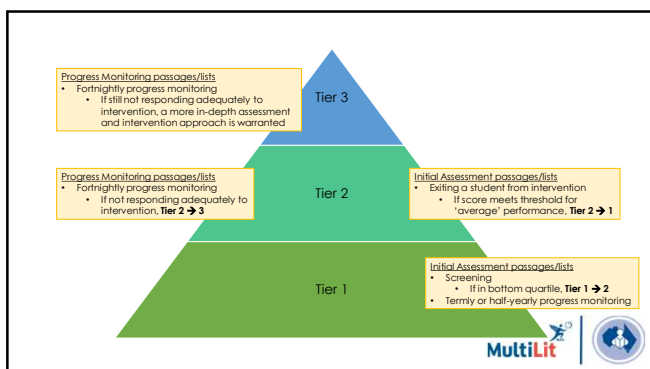 Progress Monitoring passages/lists
• Fortnightly progress monitoring
• If still not responding adequately to
intervention, a more in-depth assessment
and intervention approach is warranted
Tier 3
Progress Monitoring passages/lists
• Fortnightly progress monitoring
• If not responding adequately to
intervention, Tier 2 → 3
Tier 2
Initial Assessment passages/lists
• Exiting a student from intervention
• If score meets threshold for
‘average’ performance, Tier 2 → 1
Tier 1
Initial Assessment passages/lists
• Screening
• If in bottom quartile, Tier 1 → 2
• Termly or half-yearly progress monitoring
MultiLit